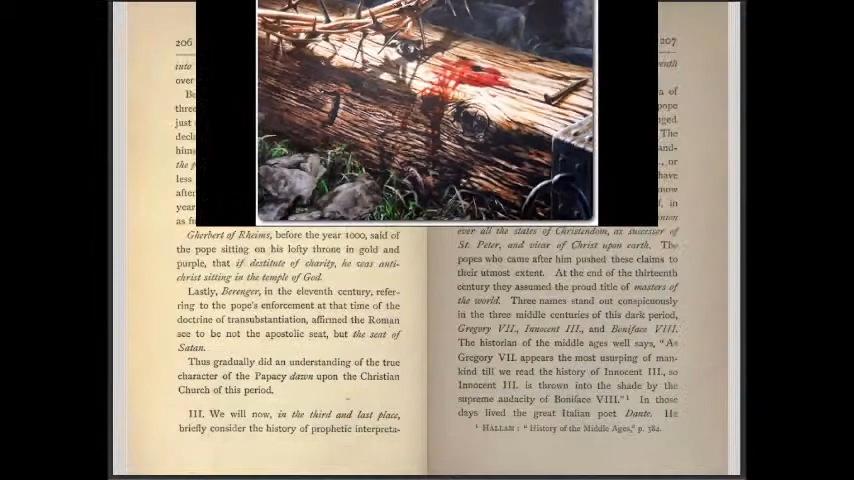 206
into
over
Be
three
just
decl
him
the p
less
after
year
as f
Gherbert of Rheims, before the year 1000, said of
the pope sitting on his lofty throne in gold and
purple, that if destitute of charity, he was anti-
christ sitting in the temple of God.
Lastly, Berenger, in the eleventh century, refer-
ring to the pope's enforcement at that time of the
doctrine of transubstantiation, affirmed the Roman
see to be not the apostolic seat, but the seat of
Satan.
Thus gradually did an understanding of the true
character of the Papacy dawn upon the Christian
Church of this period.
III. We will now, in the third and last place,
briefly consider the history of prophetic interpreta-
207
enth
a of
pope
nged
The
and-
., or
have
now
f, in
nion
over all the states of Christendom, as successor of
St. Peter, and vicar of Christ upon earth. The
popes who came after him pushed these claims to
their utmost extent. At the end of the thirteenth
century they assumed the proud title of masters of
the world. Three names stand out conspicuously
in the three middle centuries of this dark period,
Gregory VII., Innocent III., and Boniface VIII.
The historian of the middle ages well says, "As
Gregory VII. appears the most usurping of man-
kind till we read the history of Innocent III., so
Innocent III. is thrown into the shade by the
supreme audacity of Boniface VIII." 1 In those
days lived the great Italian poet Dante. He
1 HALLAM: "History of the Middle Ages," p. 384.